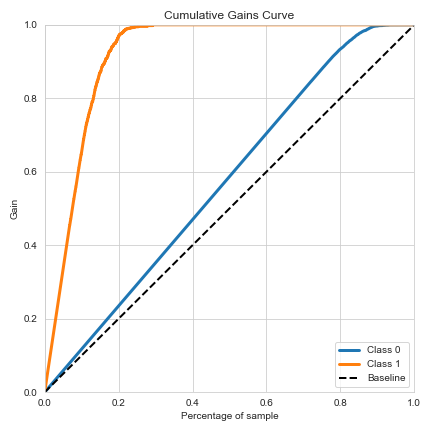 Cumulative Gains Curve
1.0
0.8
0.6
0.4
0.2
0.0
Gain
0.0 0.2 0.4 0.6 0.8 1.0
Percentage of sample
Class 0
Class 1
Baseline